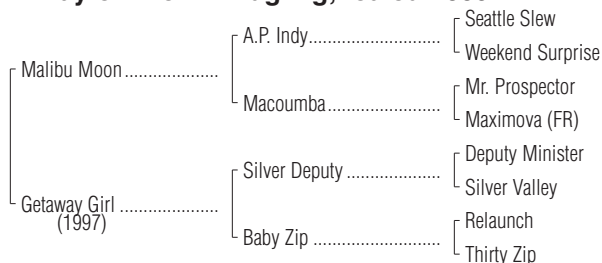 Seattle Slew
A.P. Indy
Weekend Surprise
Malibu Moon
Mr. Prospector
Macoumba
Maximova (FR)
Deputy Minister
Silver Deputy
Silver Valley
Getaway Girl
(1997)
Relaunch
Baby Zip
Thirty Zip